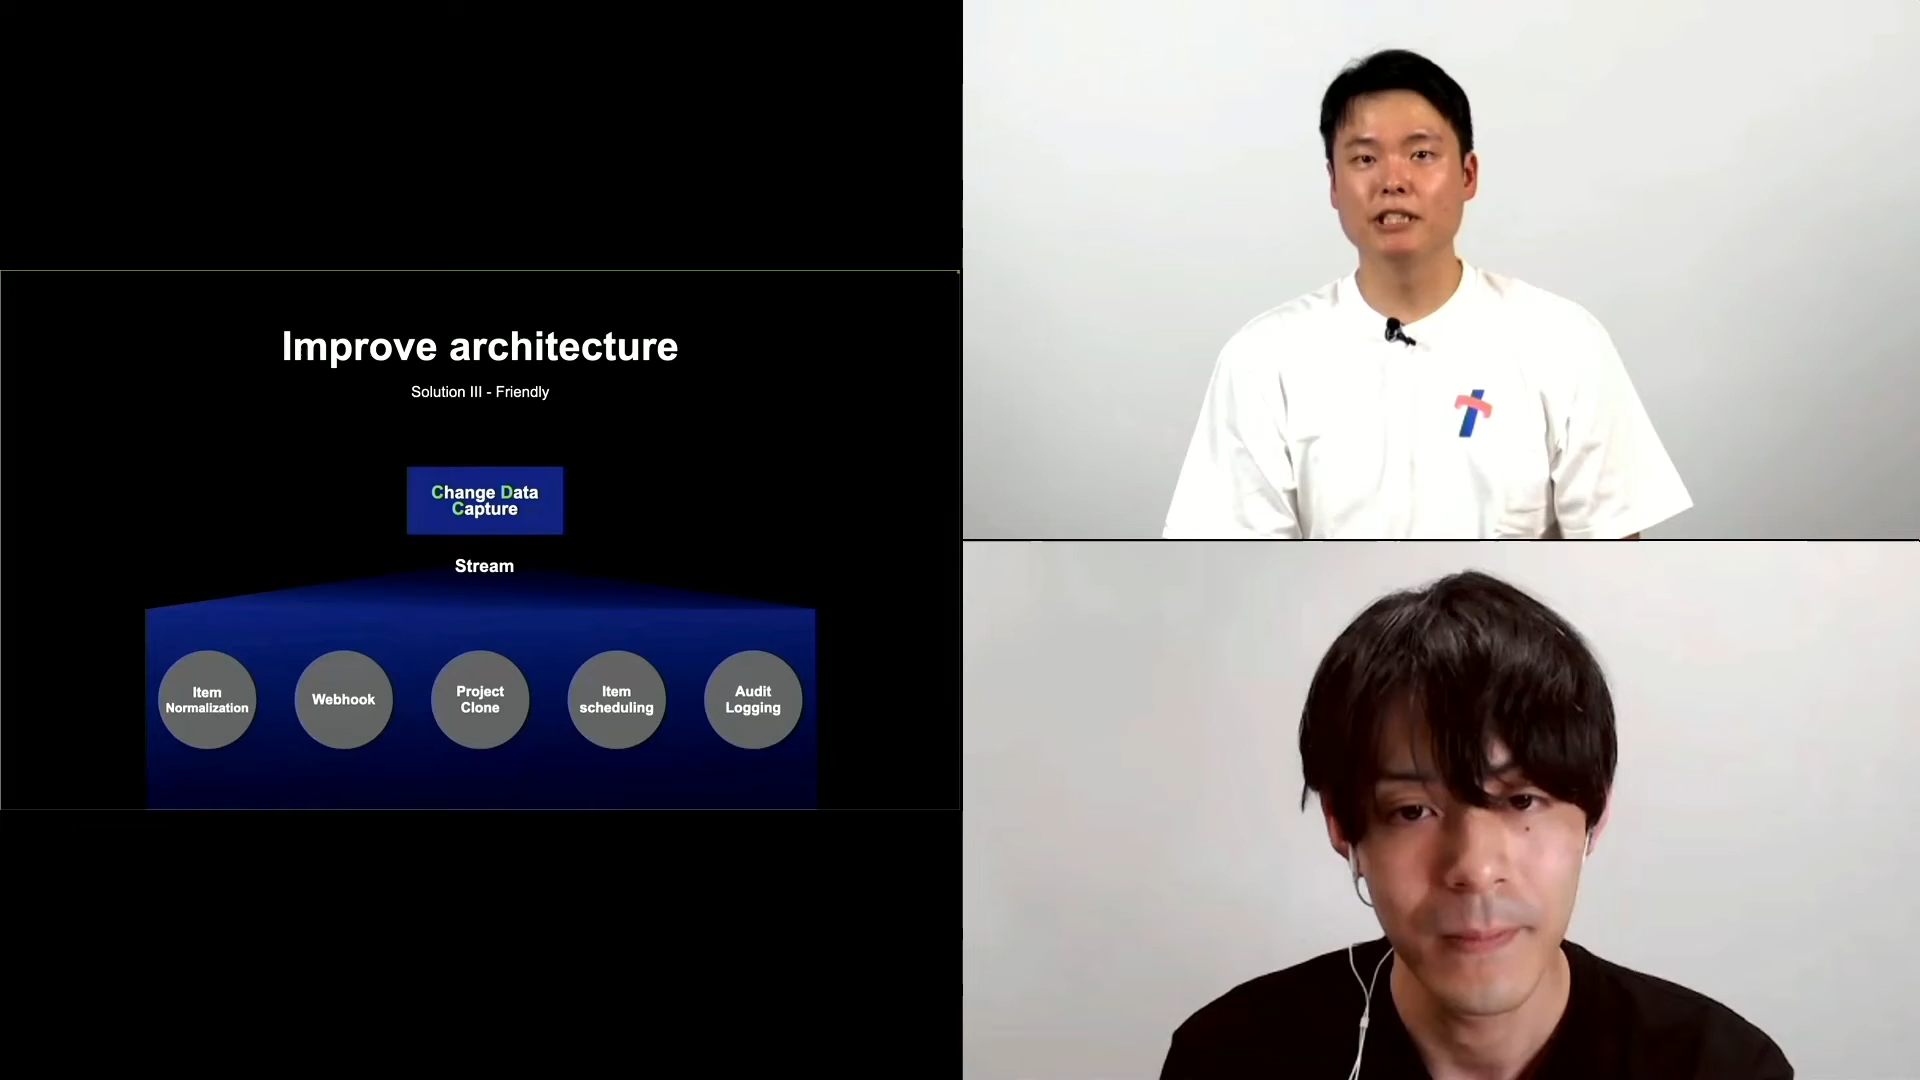 Improve architecture
Solution III - Friendly
Change Data
Capture
Stream
Item
Normalization
Webhook
Project
Clone
Item
scheduling
Audit
Logging